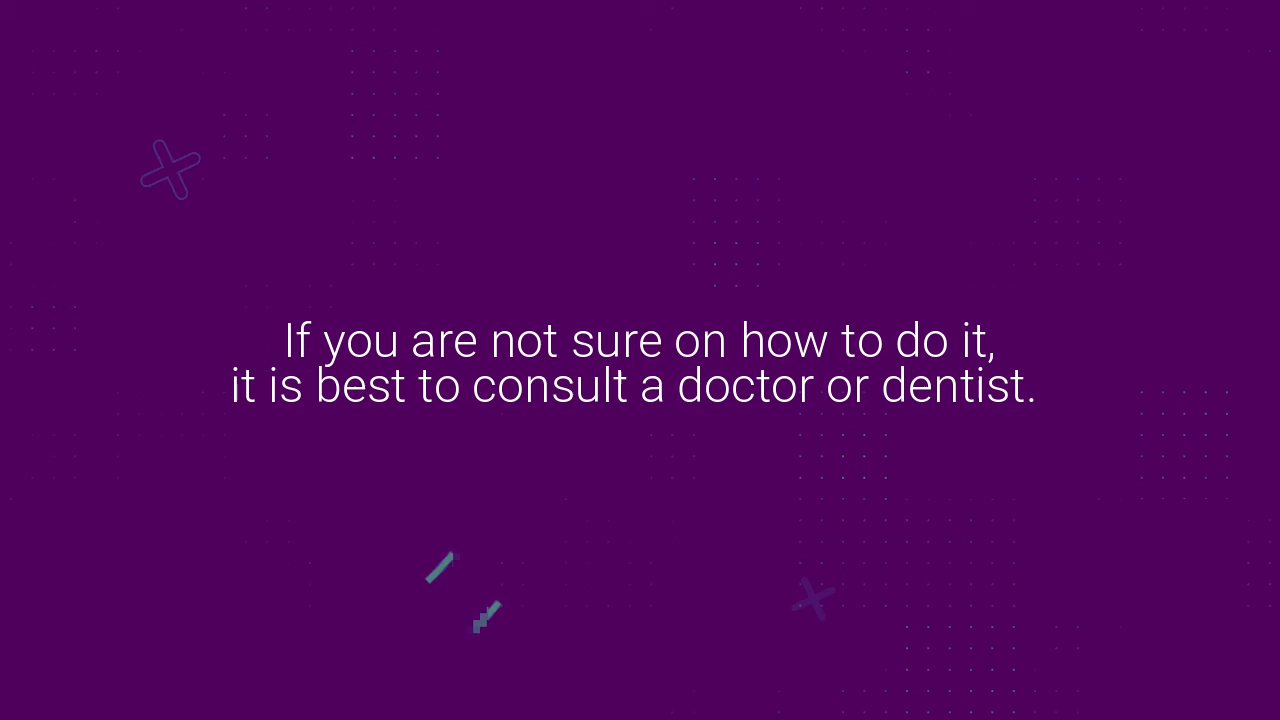 If you are not sure on how to do it,
it is best to consult a doctor or dentist.